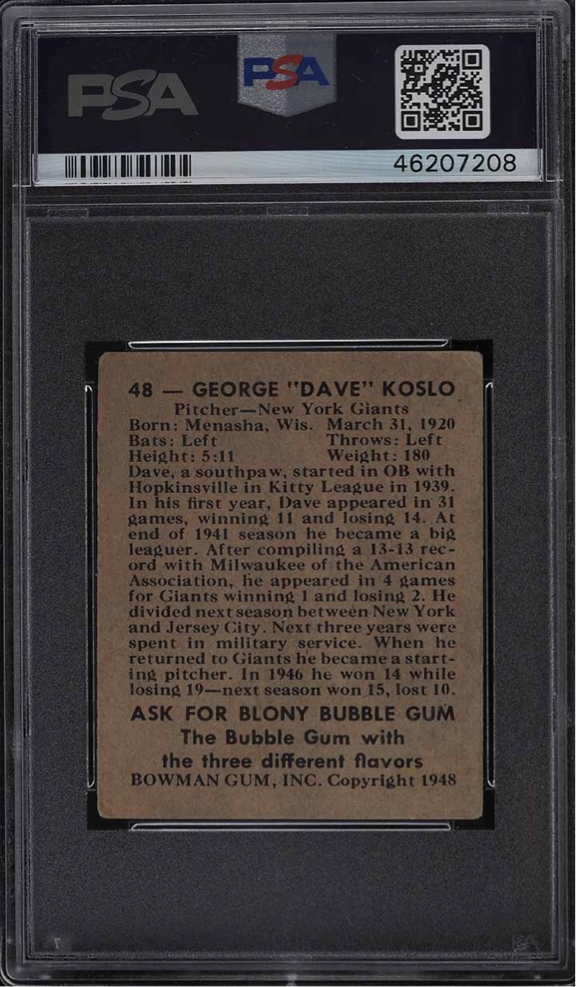 PSA
PSA
46207208
48 — GEORGE "DAVE" KOSLO
Pitcher—New York Giants
Born: Menasha, Wis. March 31, 1920
Bats: Left Throws: Left
Height: 5:11 Weight: 180
Dave, a southpaw, started in OB with
Hopkinsville in Kitty League in 1939.
In his first year, Dave appeared in 31
games, winning 11 and losing 14. At
end of 1941 season he became a big
leaguer. After compiling a 13-13 rec-
ord with Milwaukee of the American
Association, he appeared in 4 games
for Giants winning 1 and losing 2. He
divided next season between New York
and Jersey City. Next three years were
spent in military service. When he
returned to Giants he became a start-
ing pitcher. In 1946 he won 14 while
losing 19—next season won 15, lost 10.
ASK FOR BLONY BUBBLE GUM
The Bubble Gum with
the three different flavors
BOWMAN GUM, INC. Copyright 1948